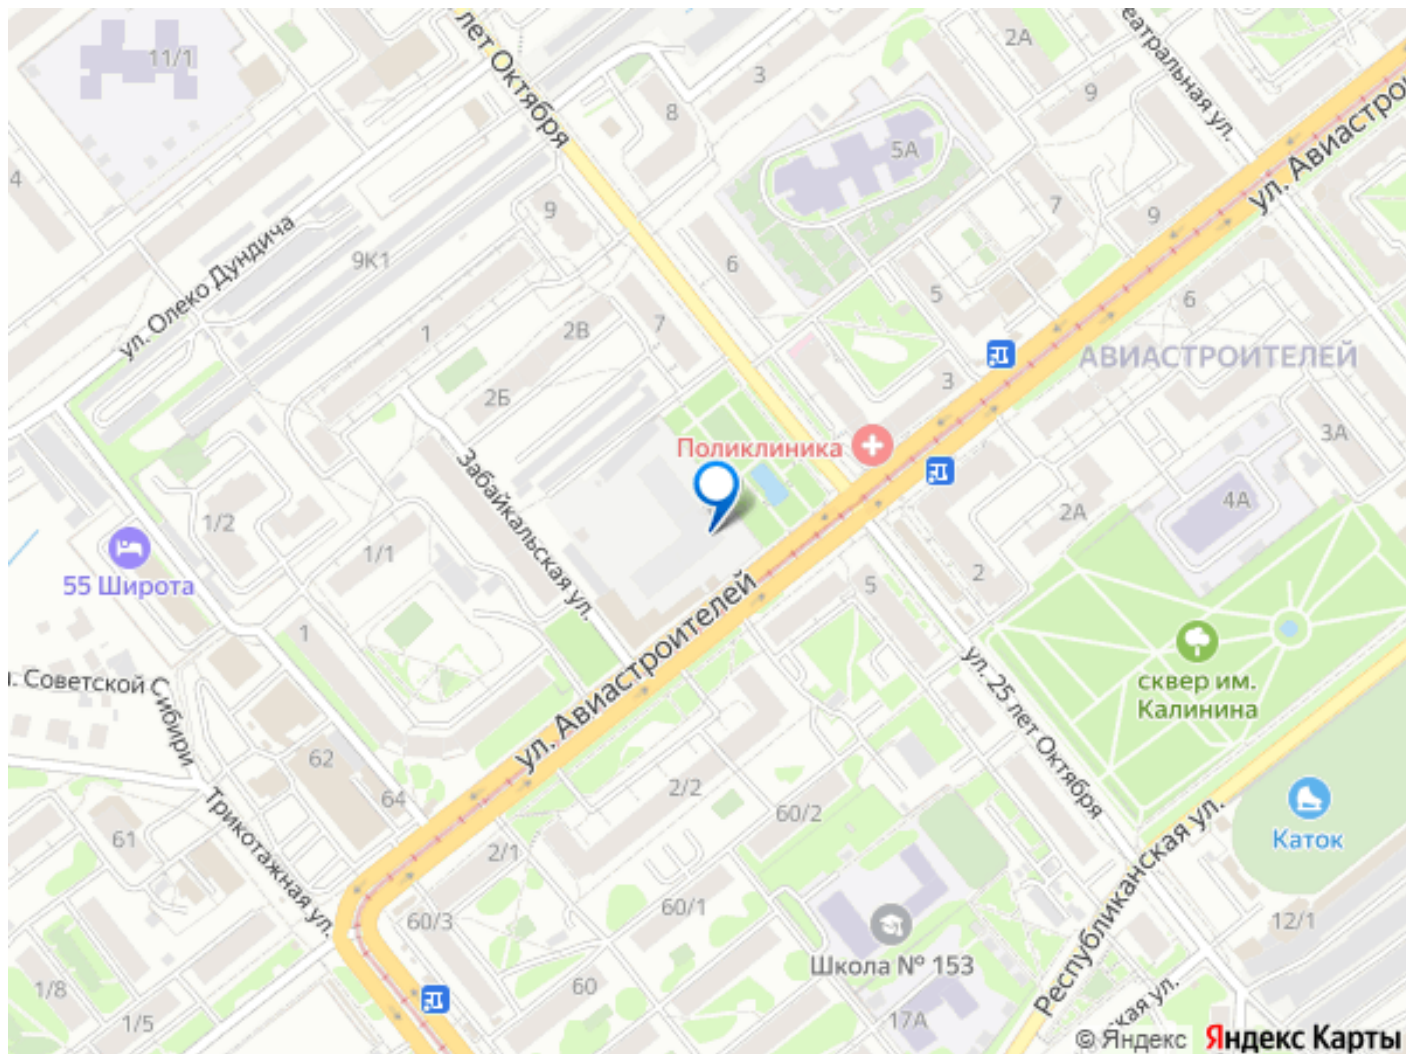 11/1
лет Октября
2А
еатральная ул.
3
9
8
5А
ул. Авиастрои
4
9
7
9
ул. Олеко Дундича
9К1
6
5
6
1
2В
7
АВИАСТРОИТЕЛЕЙ
3
2Б
Поликлиника
3А
Забайкальская ул.
4А
1/2
1/1
2А
55 Широта
2
5
1
ул. Авиастроителей
ул. 25 лет Октября
сквер им.
Калинина
. Советской Сибири
62
2/2
64
Трикотажная ул.
60/2
Каток
61
2/1
Республиканская ул.
60/1
60/3
12/1
Школа № 153
1/8
60
ская ул.
1/5
17А
© Яндекс Яндекс Карты